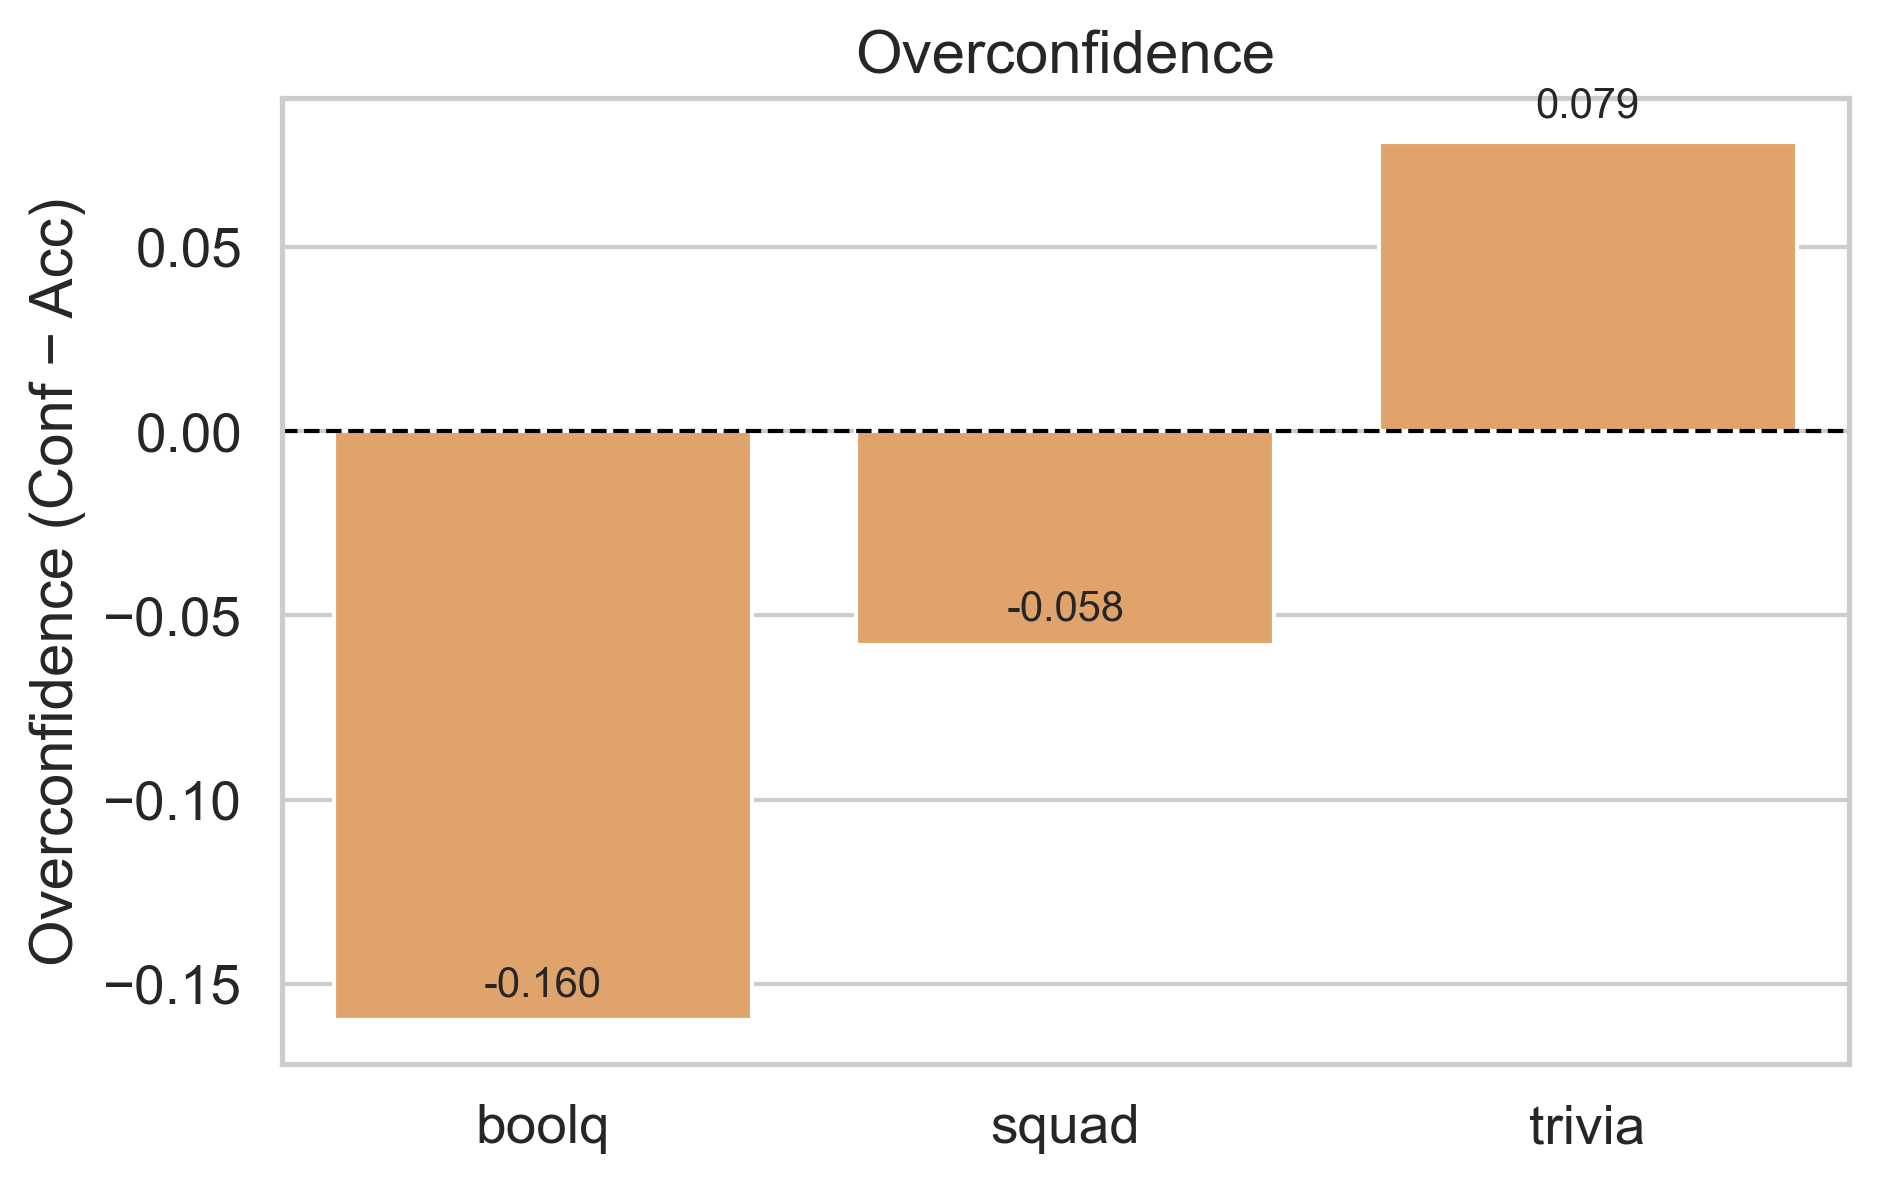 Overconfidence
0.079
0.05
0.00
−0.05
−0.10
−0.15
Overconfidence (Conf − Acc)
-0.058
-0.160
boolq
squad
trivia